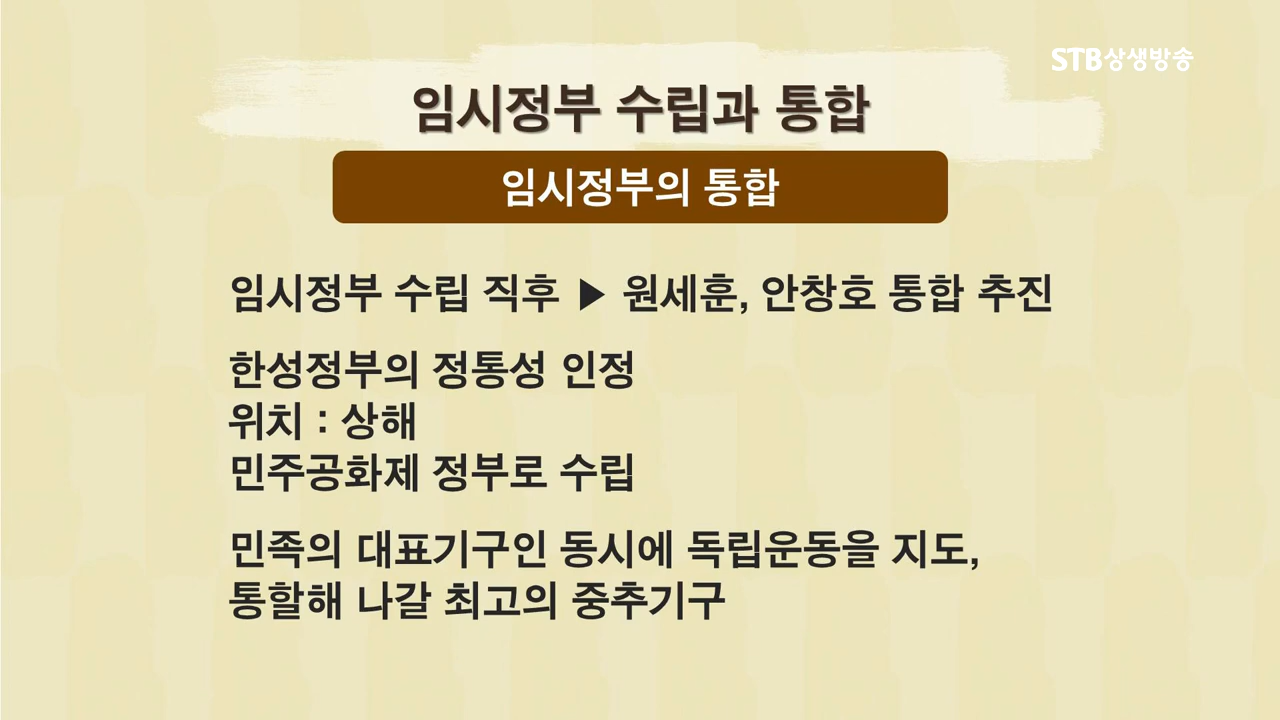 STB상생방송
임시정부 수립과 통합
임시정부의 통합
임시정부 수립 직후 ▶ 원세훈, 안창호 통합 추진
한성정부의 정통성 인정
위치 : 상해
민주공화제 정부로 수립
민족의 대표기구인 동시에 독립운동을 지도,
통할해 나갈 최고의 중추기구